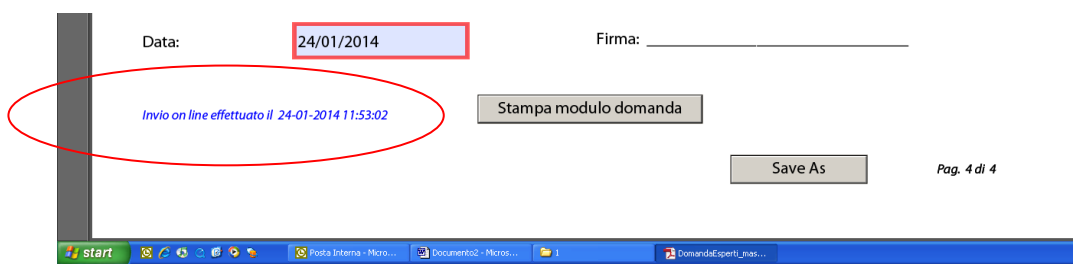 Data: 24/01/2014 Firma: ____________________
Invio on line effettuato il 24-01-2014 11:53:02
Stampa modulo domanda
Save As
Pag. 4 di 4
start Posta Interna - Micro... Documento2 - Micros... 1 DomandaEsperti_mas...